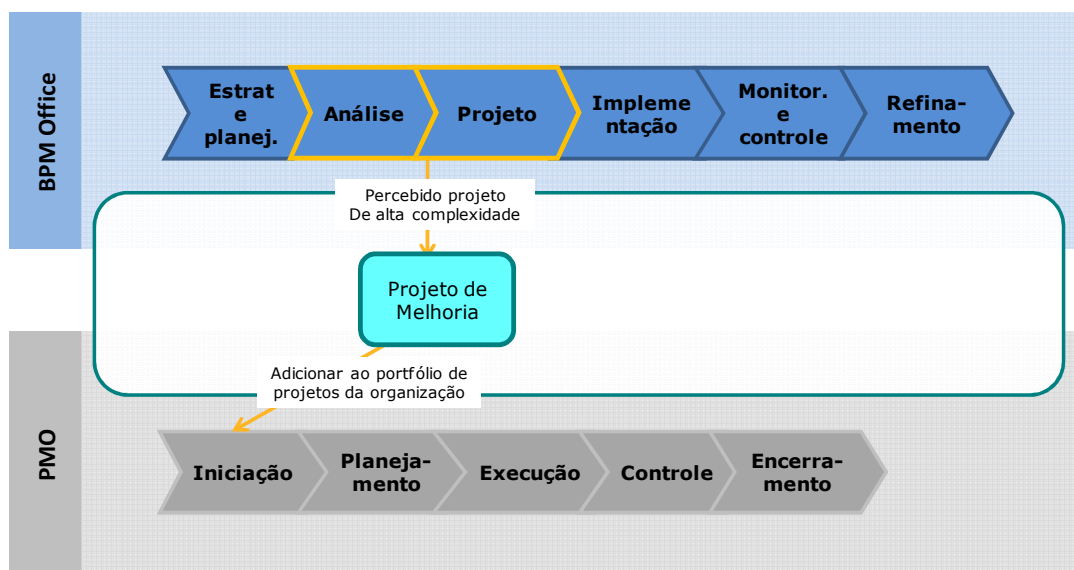 BPM Office
Estrat
e
planej.
Análise
Projeto
Impleme
ntação
Monitor.
e
controle
Refina-
mento
Percebido projeto
De alta complexidade
Projeto de
Melhoria
Adicionar ao portfólio de
projetos da organização
PMO
Iniciação
Planeja-
mento
Execução
Controle
Encerra-
mento